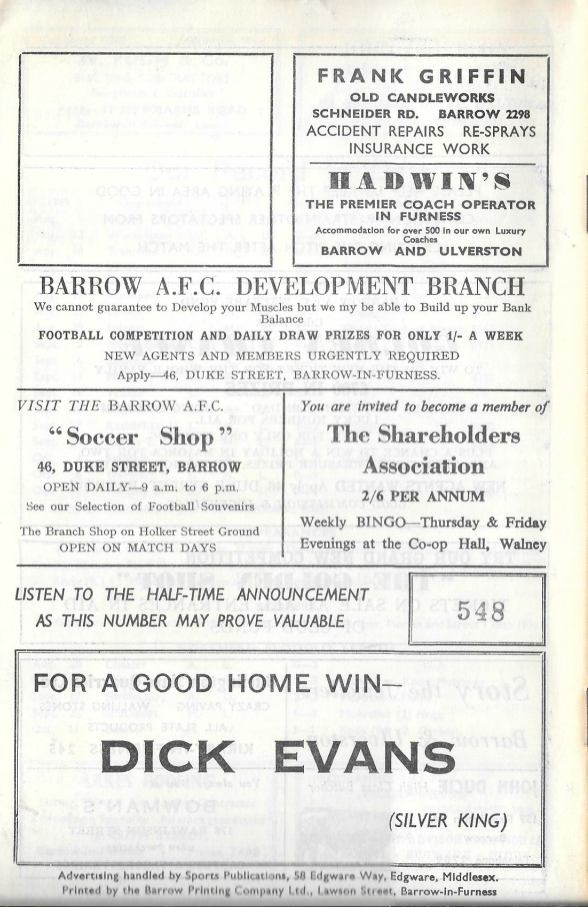 FRANK GRIFFIN
OLD CANDLEWORKS
SCHNEIDER RD. BARROW 2298
ACCIDENT REPAIRS RE-SPRAYS
INSURANCE WORK
HADWIN'S
THE PREMIER COACH OPERATOR
IN FURNESS
Accommodation for over 500 in our own Luxury
Coaches
BARROW AND ULVERSTON
BARROW A.F.C. DEVELOPMENT BRANCH
We cannot guarantee to Develop your Muscles but we my be able to Build up your Bank
Balance
FOOTBALL COMPETITION AND DAILY DRAW PRIZES FOR ONLY 1/- A WEEK
NEW AGENTS AND MEMBERS URGENTLY REQUIRED
Apply—46, DUKE STREET, BARROW-IN-FURNESS.
VISIT THE BARROW A.F.C.
"Soccer Shop"
46, DUKE STREET, BARROW
OPEN DAILY—9 a.m. to 6 p.m.
See our Selection of Football Souvenirs
The Branch Shop on Holker Street Ground
OPEN ON MATCH DAYS
You are invited to become a member of
The Shareholders
Association
2/6 PER ANNUM
Weekly BINGO—Thursday & Friday
Evenings at the Co-op Hall, Walney
LISTEN TO THE HALF-TIME ANNOUNCEMENT
AS THIS NUMBER MAY PROVE VALUABLE
548
FOR A GOOD HOME WIN—
DICK EVANS
(SILVER KING)
Advertising handled by Sports Publications, 58 Edgware Way, Edgware, Middlesex.
Printed by the Barrow Printing Company Ltd., Lawson Street, Barrow-in-Furness